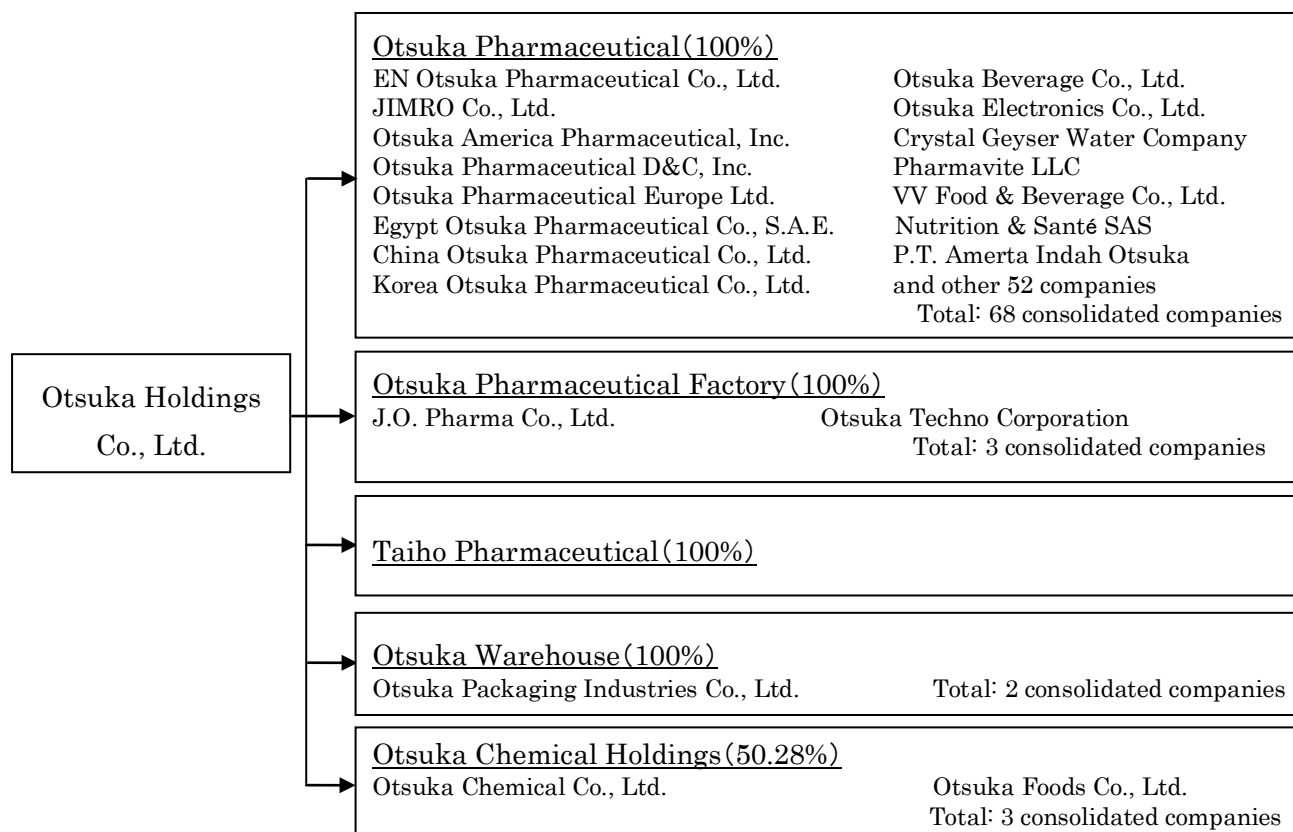 Otsuka Holdings
Co., Ltd.
Otsuka Pharmaceutical(100%)
EN Otsuka Pharmaceutical Co., Ltd. Otsuka Beverage Co., Ltd.
JIMRO Co., Ltd. Otsuka Electronics Co., Ltd.
Otsuka America Pharmaceutical, Inc. Crystal Geyser Water Company
Otsuka Pharmaceutical D&C, Inc. Pharmavite LLC
Otsuka Pharmaceutical Europe Ltd. VV Food & Beverage Co., Ltd.
Egypt Otsuka Pharmaceutical Co., S.A.E. Nutrition & Santé SAS
China Otsuka Pharmaceutical Co., Ltd. P.T. Amerta Indah Otsuka
Korea Otsuka Pharmaceutical Co., Ltd. and other 52 companies
Total: 68 consolidated companies
Otsuka Pharmaceutical Factory(100%)
J.O. Pharma Co., Ltd. Otsuka Techno Corporation
Total: 3 consolidated companies
Taiho Pharmaceutical(100%)
Otsuka Warehouse(100%)
Otsuka Packaging Industries Co., Ltd. Total: 2 consolidated companies
Otsuka Chemical Holdings(50.28%)
Otsuka Chemical Co., Ltd. Otsuka Foods Co., Ltd.
Total: 3 consolidated companies